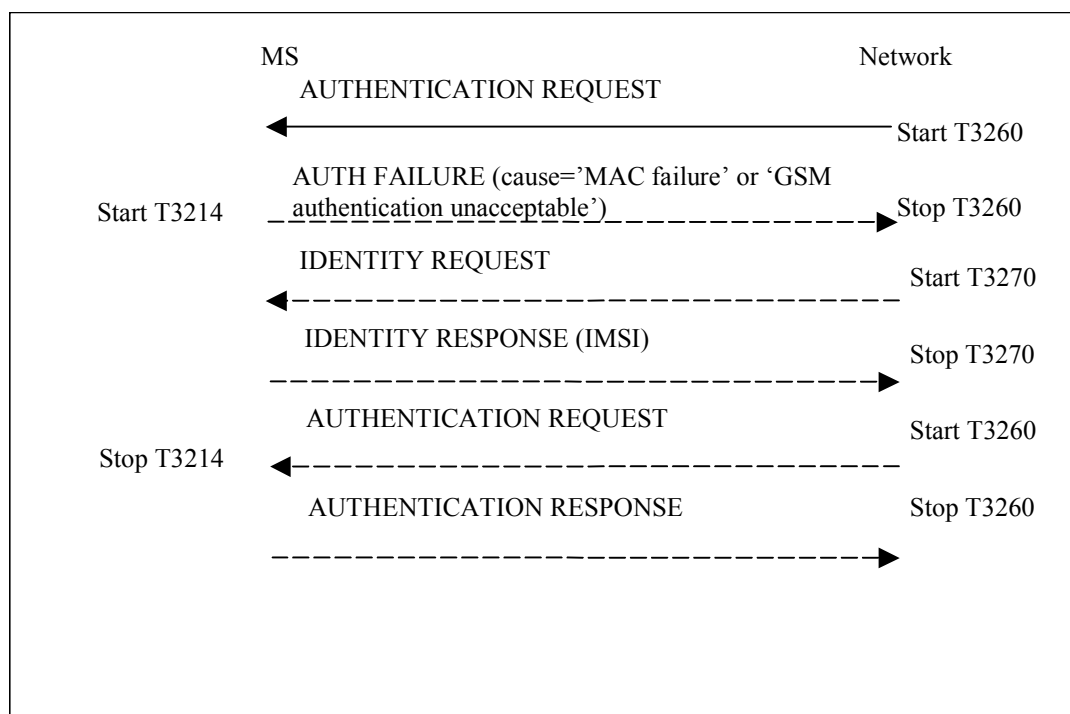 MS Network
AUTHENTICATION REQUEST
Start T3260
AUTH FAILURE (cause=’MAC failure’ or ‘GSM
authentication unacceptable’)
Start T3214
Stop T3260
IDENTITY REQUEST
Start T3270
IDENTITY RESPONSE (IMSI)
Stop T3270
AUTHENTICATION REQUEST
Start T3260
Stop T3214
AUTHENTICATION RESPONSE
Stop T3260